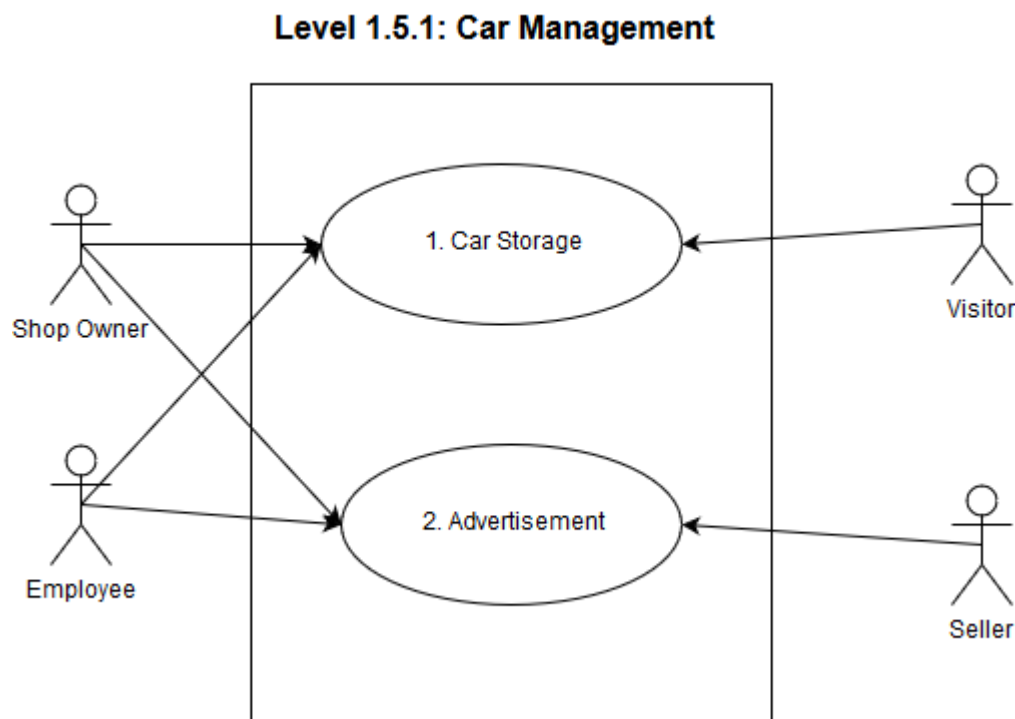 Level 1.5.1: Car Management
1. Car Storage
Shop Owner
Visitor
2. Advertisement
Employee
Seller